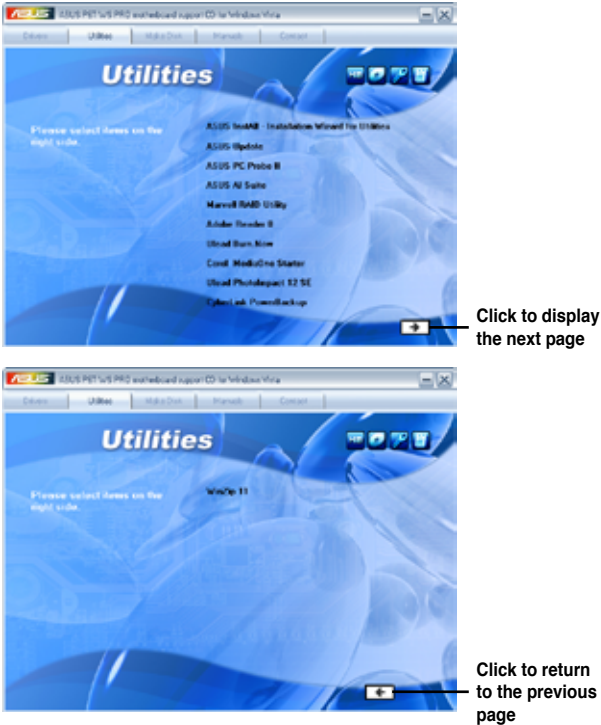 ASUS ASUS P5T WS PRO motherboard support CD for Windows Vista
Drivers Utilities Make Disk Manuals Contact
Utilities
Please select items on the
right side.
ASUS InstAll - Installation Wizard for Utilities
ASUS Update
ASUS PC Probe II
ASUS AI Suite
Marvell RAID Utility
Adobe Reader 8
Ulead Burn.Now
Corel MediaOne Starter
Ulead PhotoImpact 12 SE
CyberLink PowerBackup
Click to display
the next page
ASUS ASUS P5T WS PRO motherboard support CD for Windows Vista
Drivers Utilities Make Disk Manuals Contact
Utilities
Please select items on the
right side.
WinZip 11
Click to return
to the previous
page